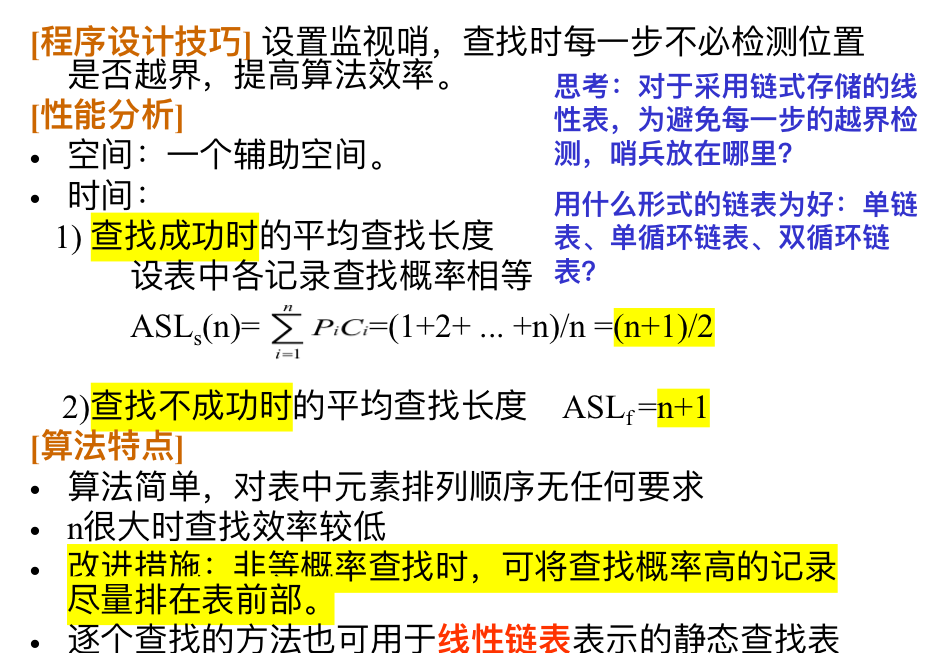 [程序设计技巧] 设置监视哨，查找时每一步不必检测位置
是否越界，提高算法效率。
思考：对于采用链式存储的线
性表，为避免每一步的越界检
测，哨兵放在哪里？
用什么形式的链表为好：单链
表、单循环链表、双循环链
表？
[性能分析]
• 空间：一个辅助空间。
• 时间：
1) 查找成功时的平均查找长度
设表中各记录查找概率相等
ASLs(n)= ∑ⁿᵢ₌₁ PiCi=(1+2+ ... +n)/n =(n+1)/2
2)查找不成功时的平均查找长度 ASLf=n+1
[算法特点]
• 算法简单，对表中元素排列顺序无任何要求
• n很大时查找效率较低
• 改进措施：非等概率查找时，可将查找概率高的记录
尽量排在表前部。
• 逐个查找的方法也可用于线性链表表示的静态查找表